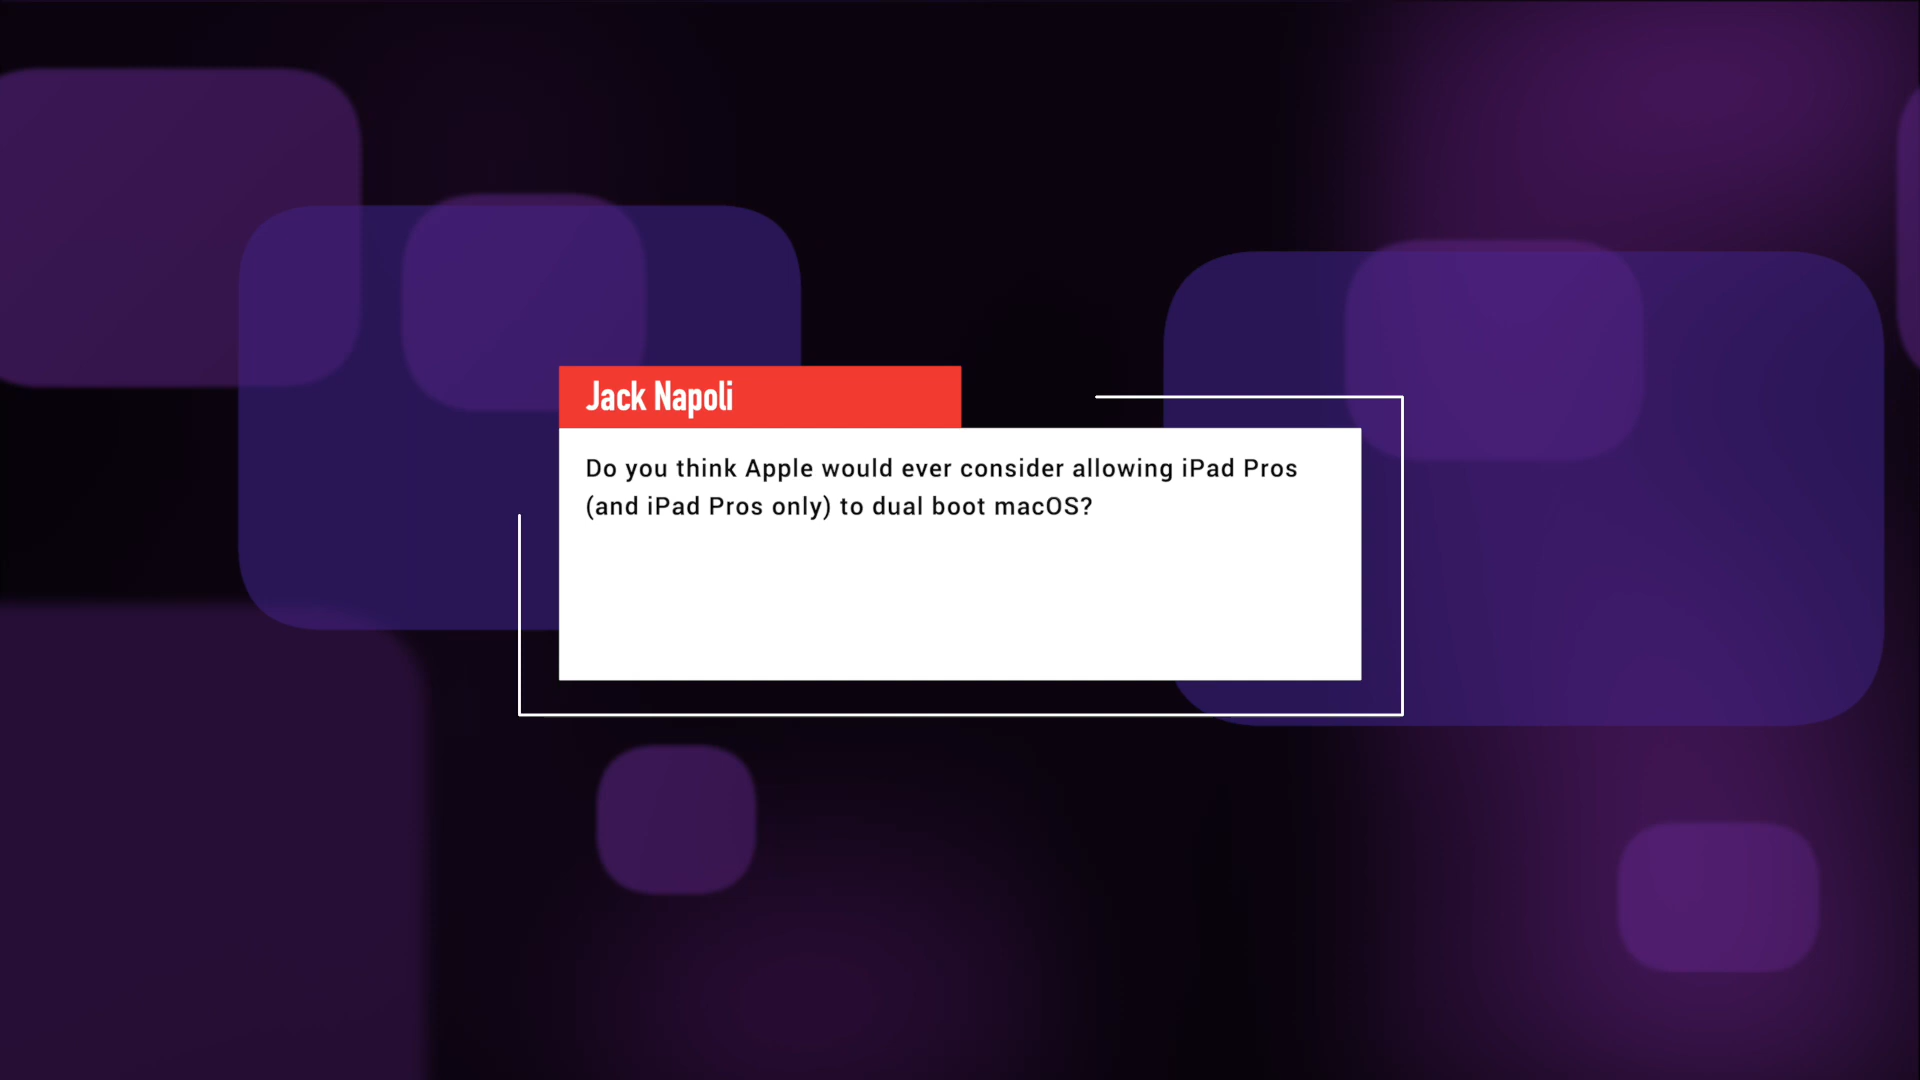 Jack Napoli
Do you think Apple would ever consider allowing iPad Pros
(and iPad Pros only) to dual boot macOS?